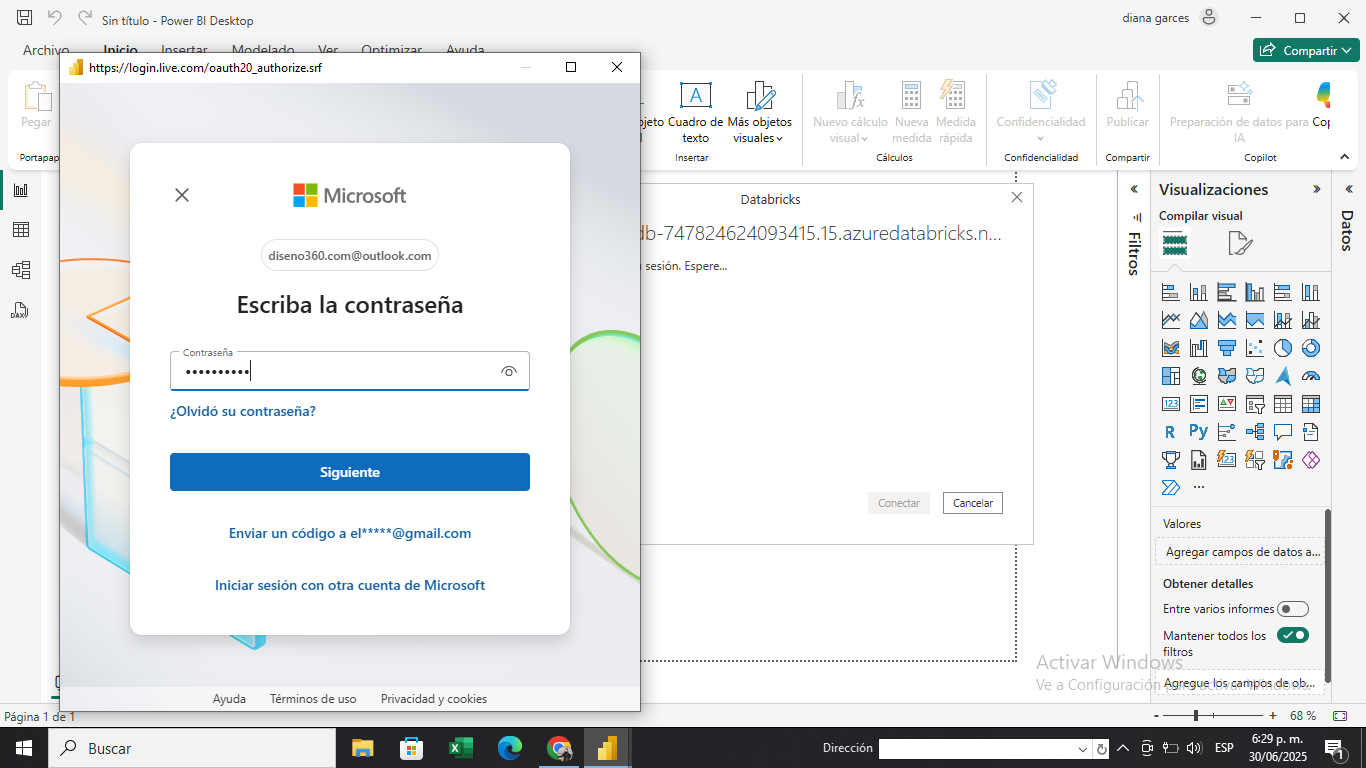 Sin título - Power BI Desktop
diana garces
Archivo Inicio Insertar Modelado Ver Optimizar Ayuda
Compartir
https://login.live.com/oauth20_authorize.srf
Pegar
Portapap
Cuadro de texto
Más objetos visuales
Insertar
Nuevo cálculo visual
Nueva medida
Medida rápida
Cálculos
Confidencialidad
Confidencialidad
Publicar
Compartir
Preparación de datos para IA
Cop
Copilot
Microsoft
diseno360.com@outlook.com
Escriba la contraseña
Contraseña
••••••••••
¿Olvidó su contraseña?
Siguiente
Enviar un código a el*****@gmail.com
Iniciar sesión con otra cuenta de Microsoft
Ayuda Términos de uso Privacidad y cookies
Databricks
db-747824624093415.15.azuredatabricks.n...
sesión. Espere...
Conectar Cancelar
Filtros
Visualizaciones
Datos
Compilar visual
123
R Py
123
...
Valores
Agregar campos de datos a...
Obtener detalles
Entre varios informes
Mantener todos los filtros
Agregue los campos de ob...
Activar Windows
Ve a Configuración para activar Windows.
DAX
Página 1 de 1
- + 68 %
Buscar
Dirección
ESP
6:29 p. m.
30/06/2025
1